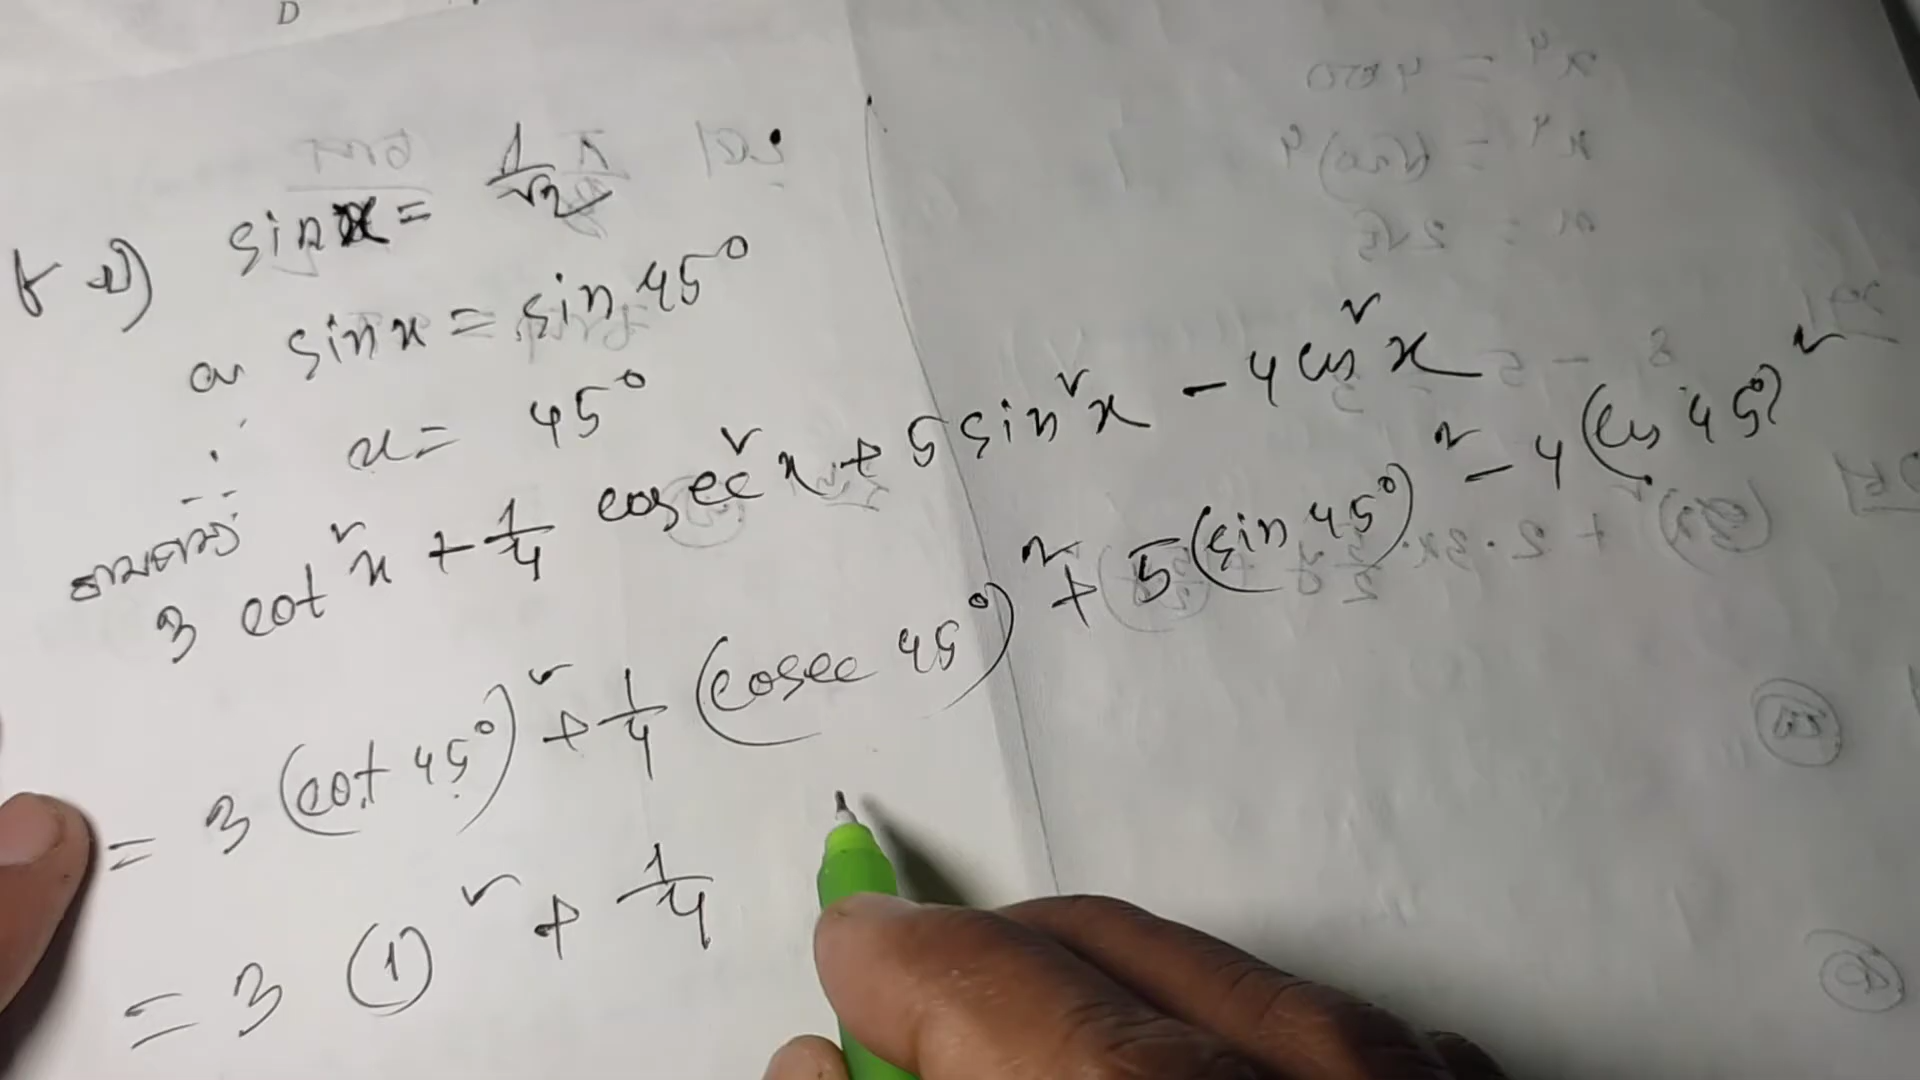 D
sin x = 1/√2
or sin x = sin 45°
∴ x = 45°
3 cot²x + 1/4 cosec²x + 5 sin²x - 4 cos²x
= 3 (cot 45°)² + 1/4 (cosec 45°)² + 5 (sin 45°)² - 4 (cos 45°)²
= 3 (1)² + 1/4